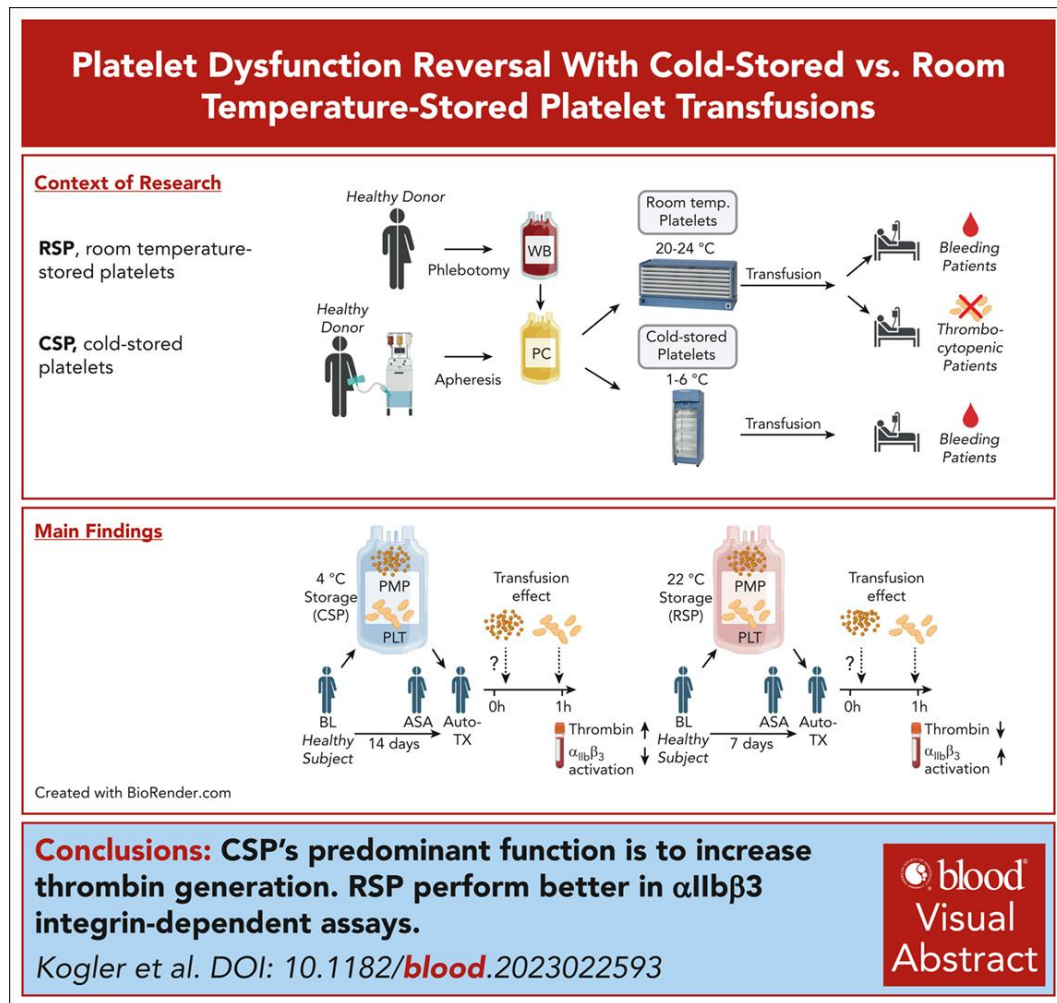 Platelet Dysfunction Reversal With Cold-Stored vs. Room
Temperature-Stored Platelet Transfusions
Context of Research
RSP, room temperature-
stored platelets
CSP, cold-stored
platelets
Healthy Donor
Phlebotomy
WB
Healthy
Donor
Apheresis
PC
Room temp.
Platelets
20-24 °C
Transfusion
Bleeding
Patients
Thrombo-
cytopenic
Patients
Cold-stored
Platelets
1-6 °C
Transfusion
Bleeding
Patients
Main Findings
4 °C
Storage
(CSP)
PMP
PLT
Transfusion
effect
?
BL
Healthy
Subject
14 days
ASA
Auto-
TX
0h
1h
Thrombin ↑
αIIbβ3 ↓
activation
22 °C
Storage
(RSP)
PMP
PLT
Transfusion
effect
?
BL
Healthy
Subject
7 days
ASA
Auto-
TX
0h
1h
Thrombin ↓
αIIbβ3
activation ↑
Created with BioRender.com
Conclusions: CSP's predominant function is to increase
thrombin generation. RSP perform better in αIIbβ3
integrin-dependent assays.
Kogler et al. DOI: 10.1182/blood.2023022593
blood®
Visual
Abstract